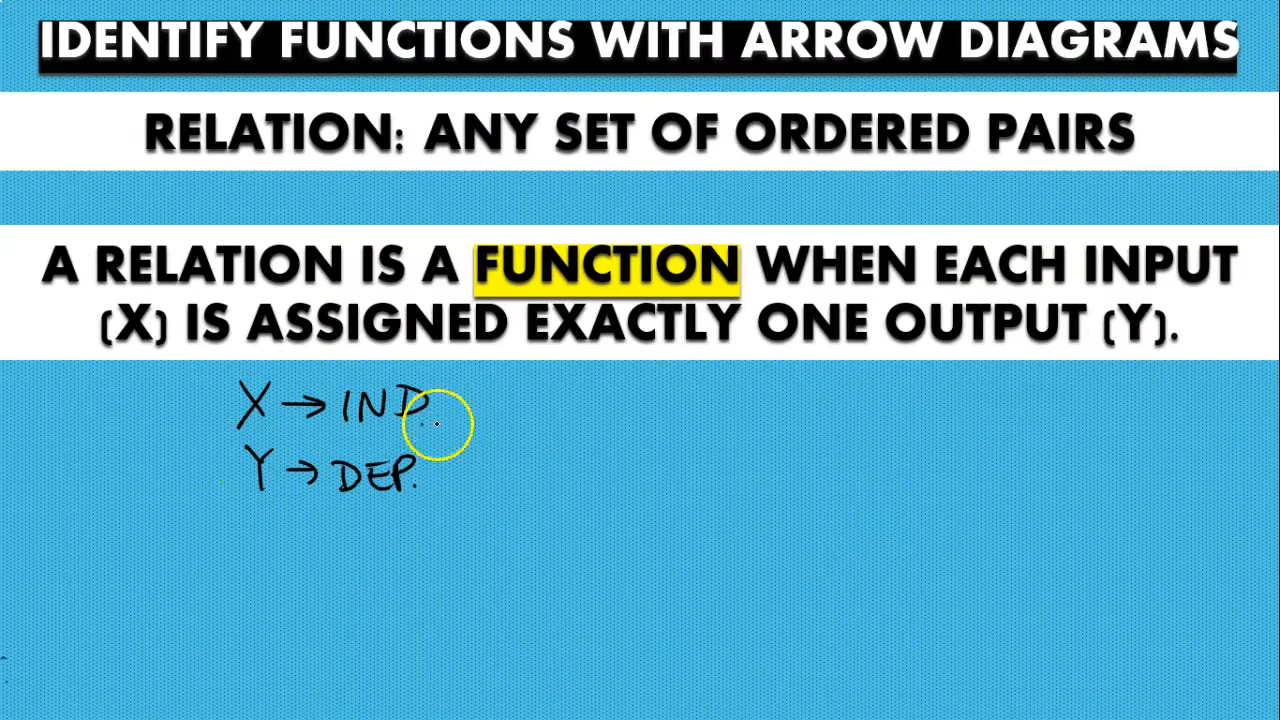 IDENTIFY FUNCTIONS WITH ARROW DIAGRAMS
RELATION: ANY SET OF ORDERED PAIRS
A RELATION IS A FUNCTION WHEN EACH INPUT
(X) IS ASSIGNED EXACTLY ONE OUTPUT (Y).
X → IND.
Y → DEP.